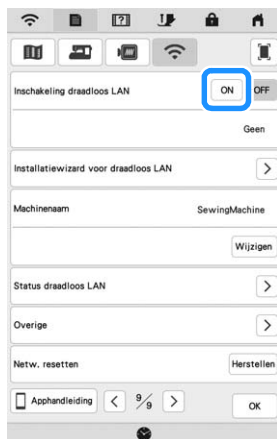 Inschakeling draadloos LAN ON OFF
Geen
Installatiewizard voor draadloos LAN >
Machinenaam SewingMachine
Wijzigen
Status draadloos LAN >
Overige >
Netw. resetten Herstellen
Apphandleiding < 9/9 > OK